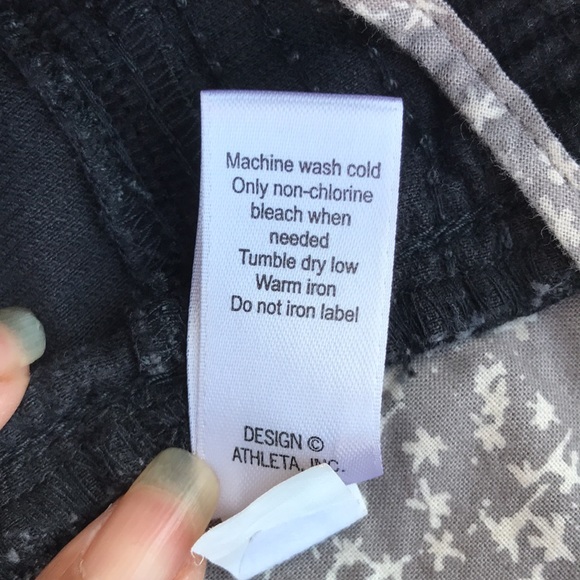 Machine wash cold
Only non-chlorine
bleach when
needed
Tumble dry low
Warm iron
Do not iron label
DESIGN ©
ATHLETA, INC.